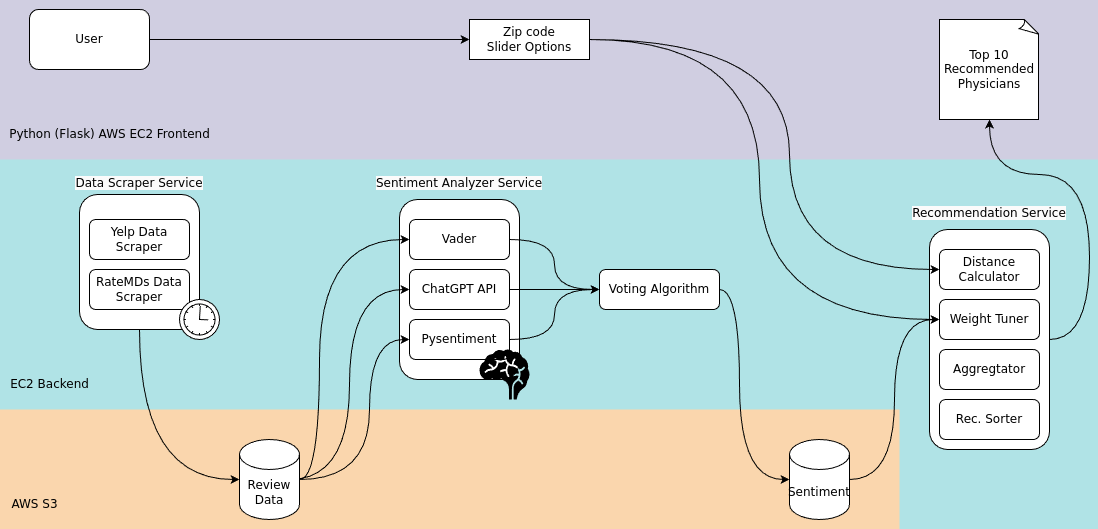 User
Zip code
Slider Options
Top 10
Recommended
Physicians
Python (Flask) AWS EC2 Frontend
Data Scraper Service
Yelp Data
Scraper
RateMDs Data
Scraper
Sentiment Analyzer Service
Vader
ChatGPT API
Pysentiment
Voting Algorithm
Recommendation Service
Distance
Calculator
Weight Tuner
Aggregtator
Rec. Sorter
EC2 Backend
Review
Data
Sentiment
AWS S3